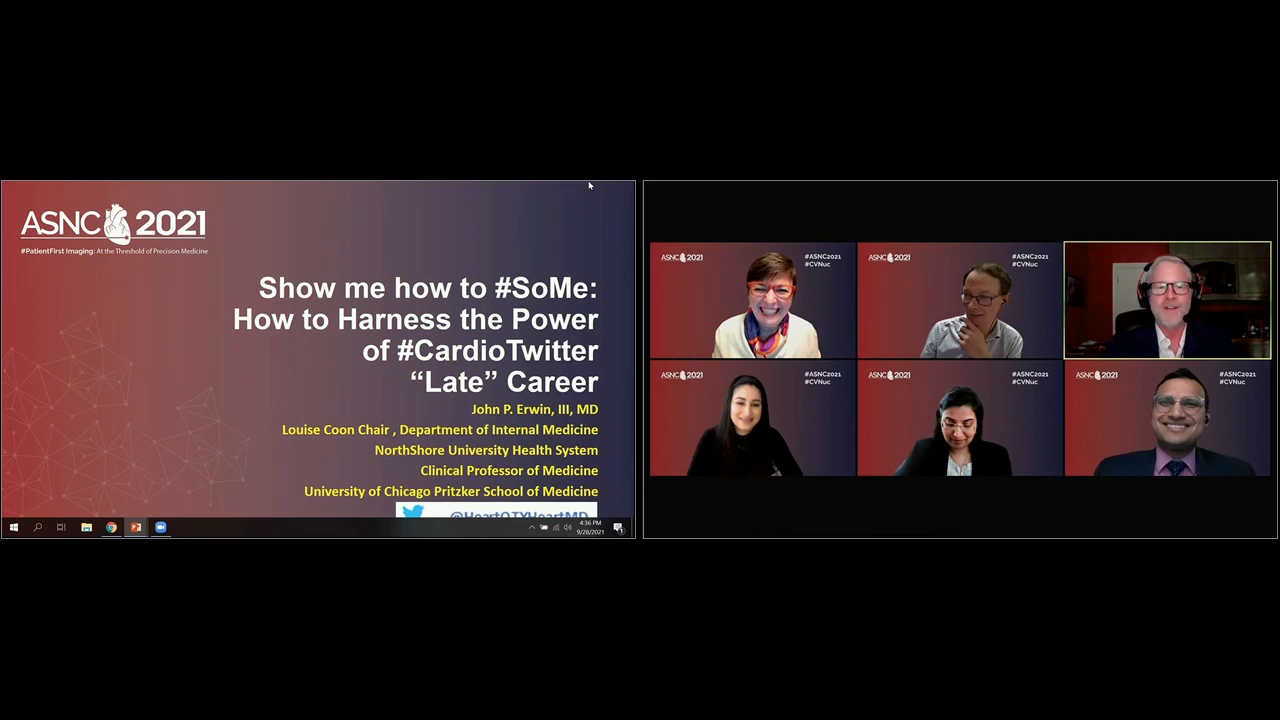 ASNC 2021
#PatientFirst Imaging: At the Threshold of Precision Medicine
Show me how to #SoMe:
How to Harness the Power
of #CardioTwitter
“Late” Career
John P. Erwin, III, MD
Louise Coon Chair , Department of Internal Medicine
NorthShore University Health System
Clinical Professor of Medicine
University of Chicago Pritzker School of Medicine
@HeartOTXHeartMD
4:36 PM
9/28/2021
ASNC 2021
#ASNC2021
#CVNuc
ASNC 2021
#ASNC2021
#CVNuc
ASNC 2021
#ASNC2021
#CVNuc
ASNC 2021
#ASNC2021
#CVNuc
ASNC 2021
#ASNC2021
#CVNuc